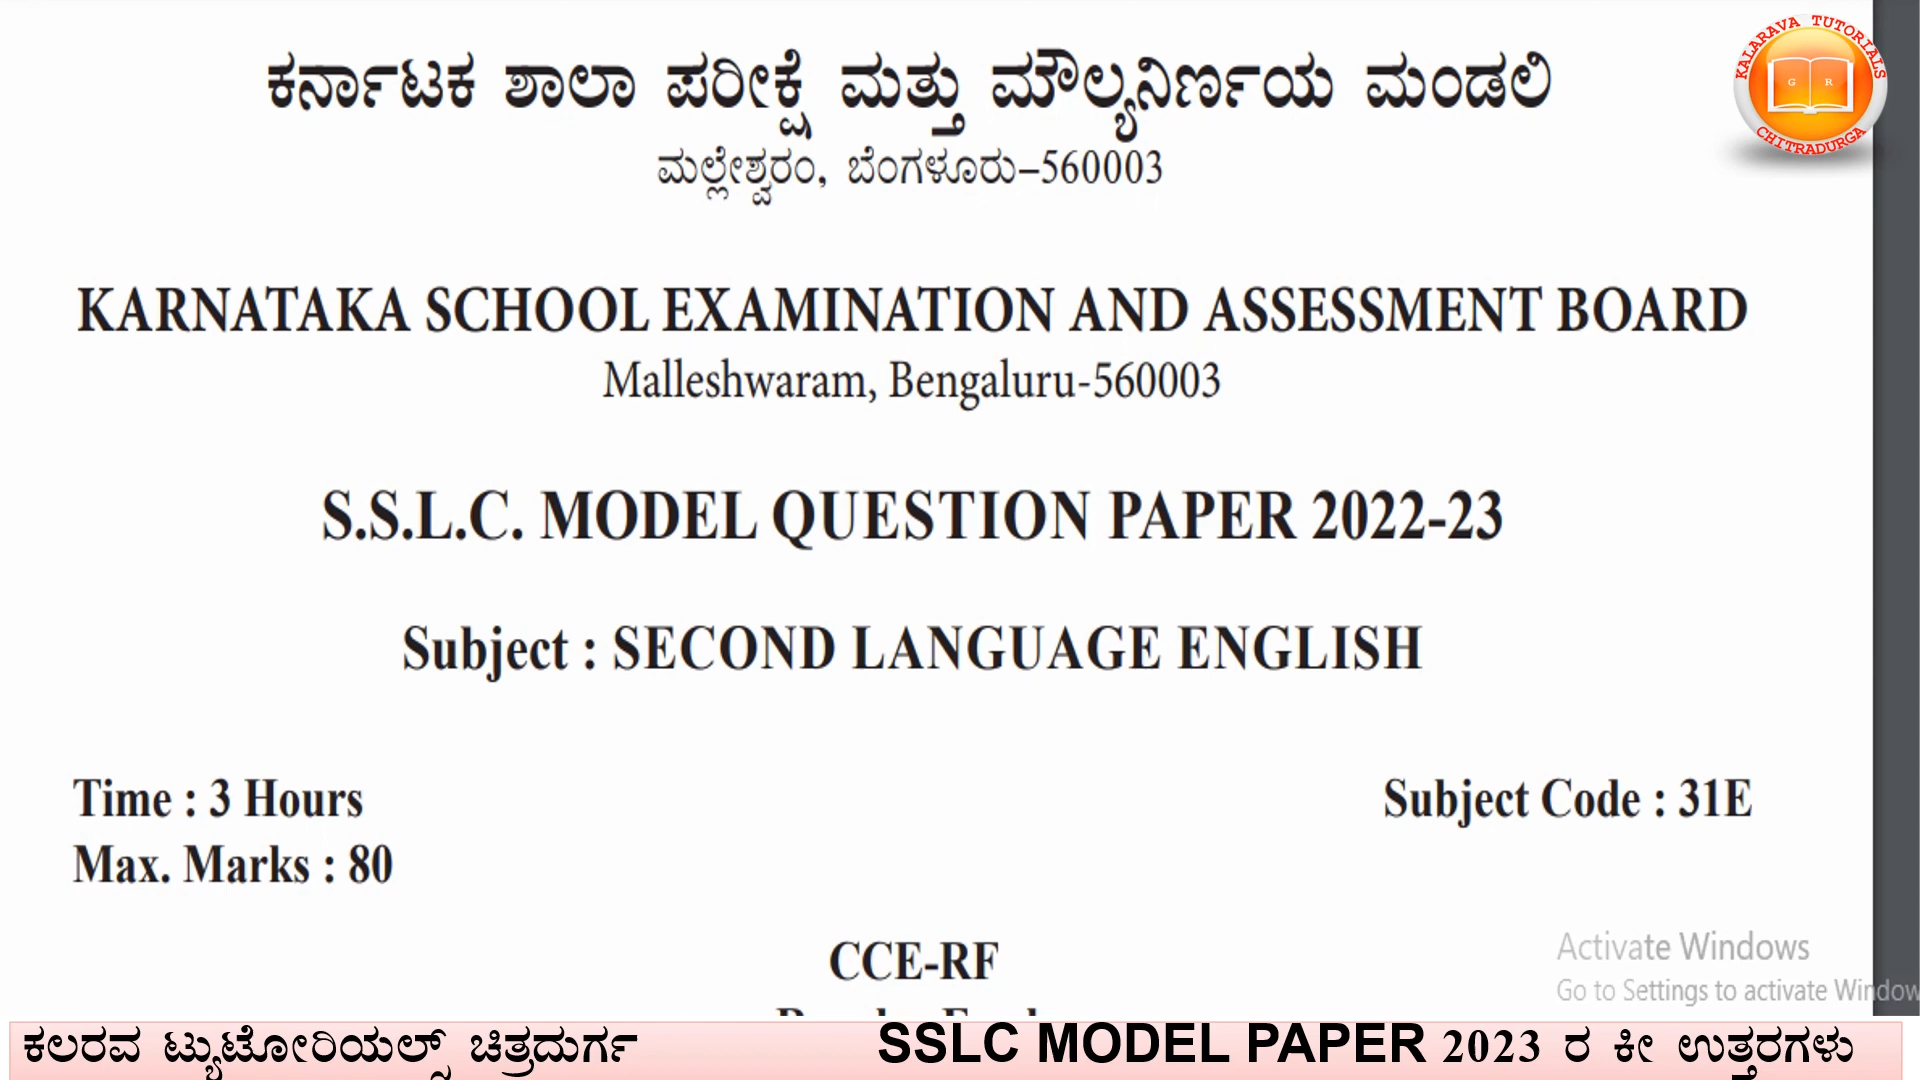 ಕರ್ನಾಟಕ ಶಾಲಾ ಪರೀಕ್ಷೆ ಮತ್ತು ಮೌಲ್ಯನಿರ್ಣಯ ಮಂಡಲಿ
ಮಲ್ಲೇಶ್ವರಂ, ಬೆಂಗಳೂರು–560003
KALARAVA TUTORIALS
G R
CHITRADURGA
KARNATAKA SCHOOL EXAMINATION AND ASSESSMENT BOARD
Malleshwaram, Bengaluru-560003
S.S.L.C. MODEL QUESTION PAPER 2022-23
Subject : SECOND LANGUAGE ENGLISH
Time : 3 Hours
Subject Code : 31E
Max. Marks : 80
CCE-RF
Activate Windows
Go to Settings to activate Window
ಕಲರವ ಟ್ಯುಟೋರಿಯಲ್ಸ್ ಚಿತ್ರದುರ್ಗ SSLC MODEL PAPER 2023 ರ ಕೀ ಉತ್ತರಗಳು